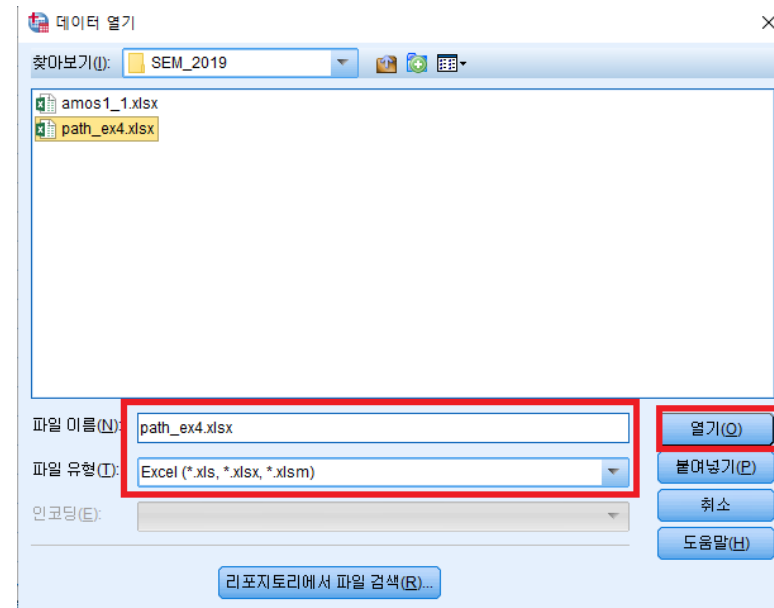 데이터 열기
찾아보기(I): SEM_2019
amos1_1.xlsx
path_ex4.xlsx
파일 이름(N): path_ex4.xlsx 열기(O)
파일 유형(T): Excel (*.xls, *.xlsx, *.xlsm) 붙여넣기(P)
인코딩(E): 취소
도움말(H)
리포지토리에서 파일 검색(R)...